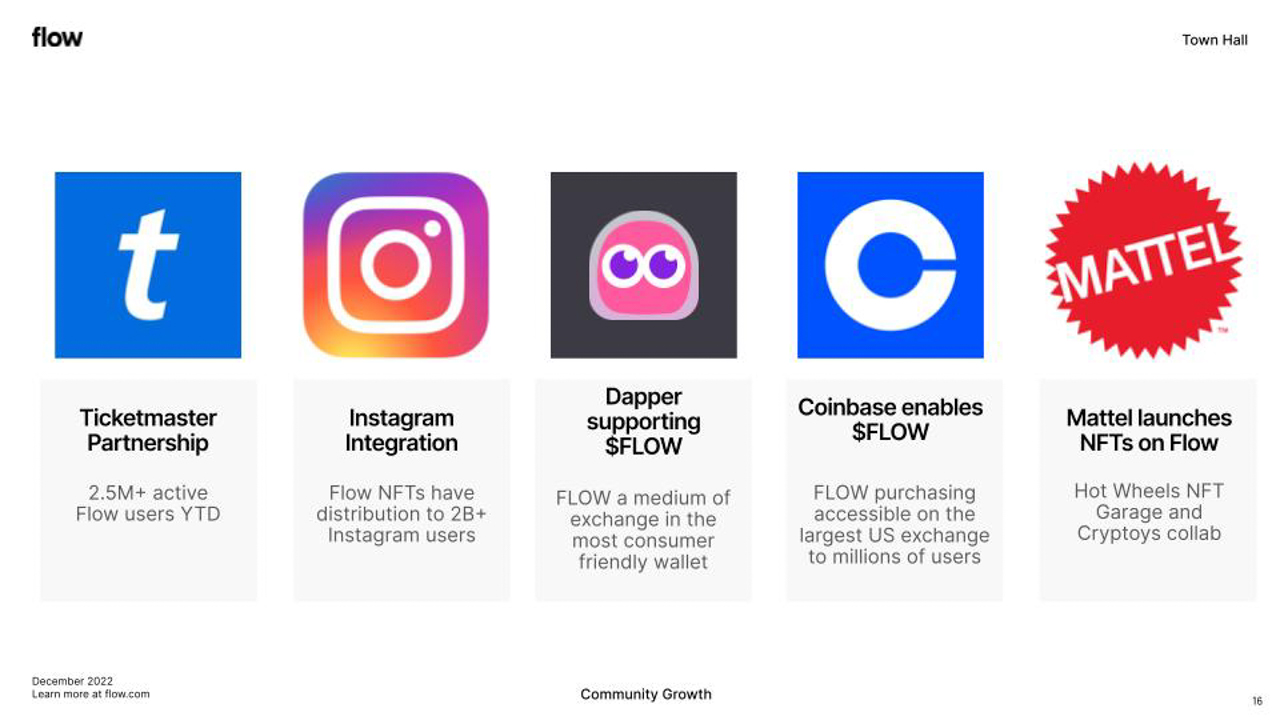 flow
Town Hall
t
MATTEL
TM
Ticketmaster
Partnership
2.5M+ active
Flow users YTD
Instagram
Integration
Flow NFTs have
distribution to 2B+
Instagram users
Dapper
supporting
$FLOW
FLOW a medium of
exchange in the
most consumer
friendly wallet
Coinbase enables
$FLOW
FLOW purchasing
accessible on the
largest US exchange
to millions of users
Mattel launches
NFTs on Flow
Hot Wheels NFT
Garage and
Cryptoys collab
December 2022
Learn more at flow.com
Community Growth
16